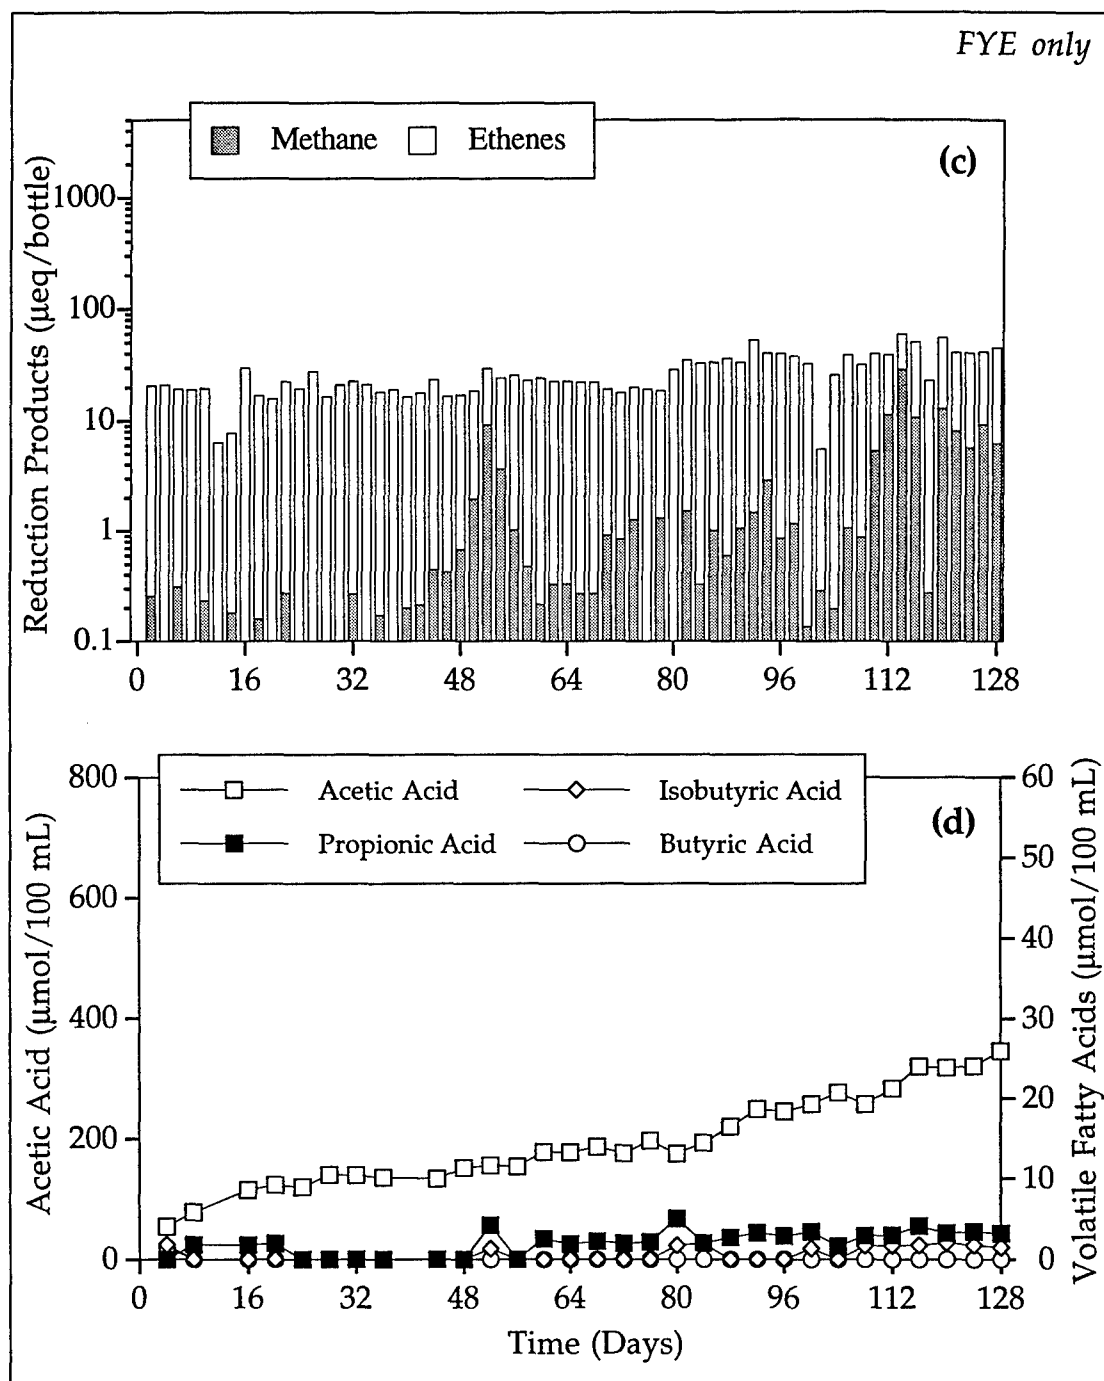 FYE only
Methane Ethenes
(c)
Reduction Products (µeq/bottle)
1000
100
10
1
0.1
0 16 32 48 64 80 96 112 128
Acetic Acid Isobutyric Acid
Propionic Acid Butyric Acid
(d)
Acetic Acid (µmol/100 mL)
800
600
400
200
0
Volatile Fatty Acids (µmol/100 mL)
60
50
40
30
20
10
0
0 16 32 48 64 80 96 112 128
Time (Days)